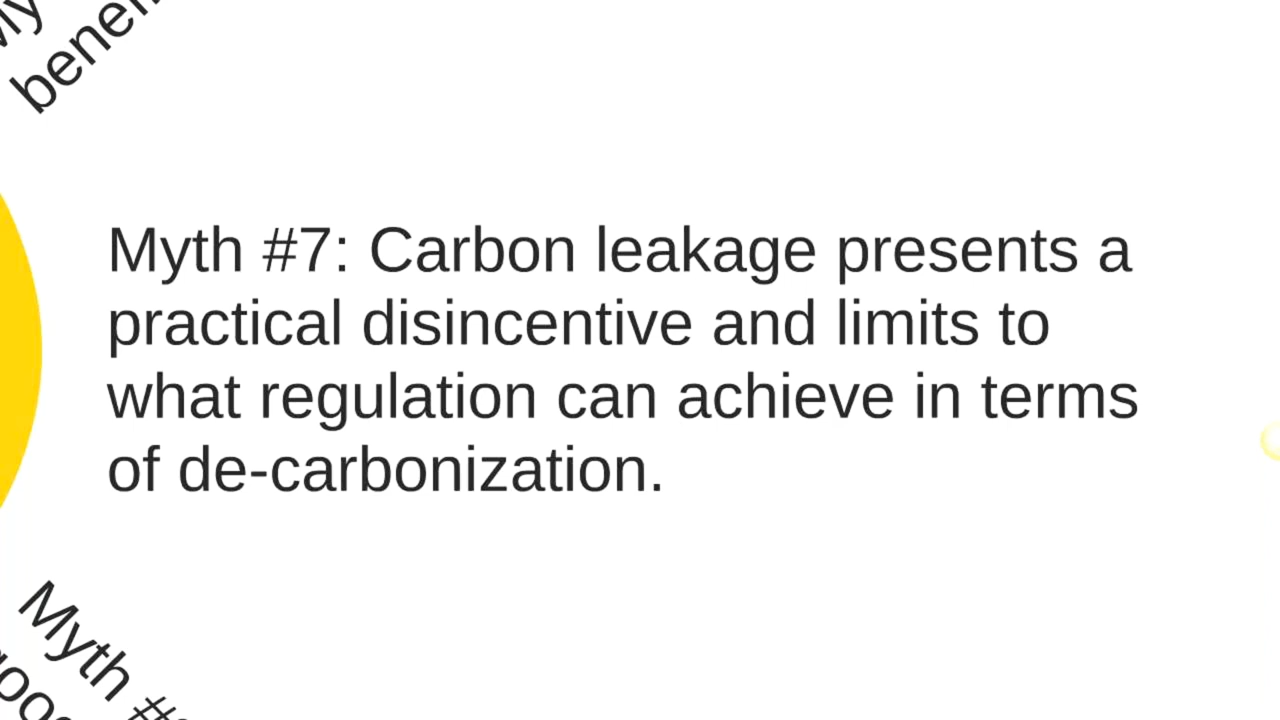 Myth #7: Carbon leakage presents a
practical disincentive and limits to
what regulation can achieve in terms
of de-carbonization.
Myth